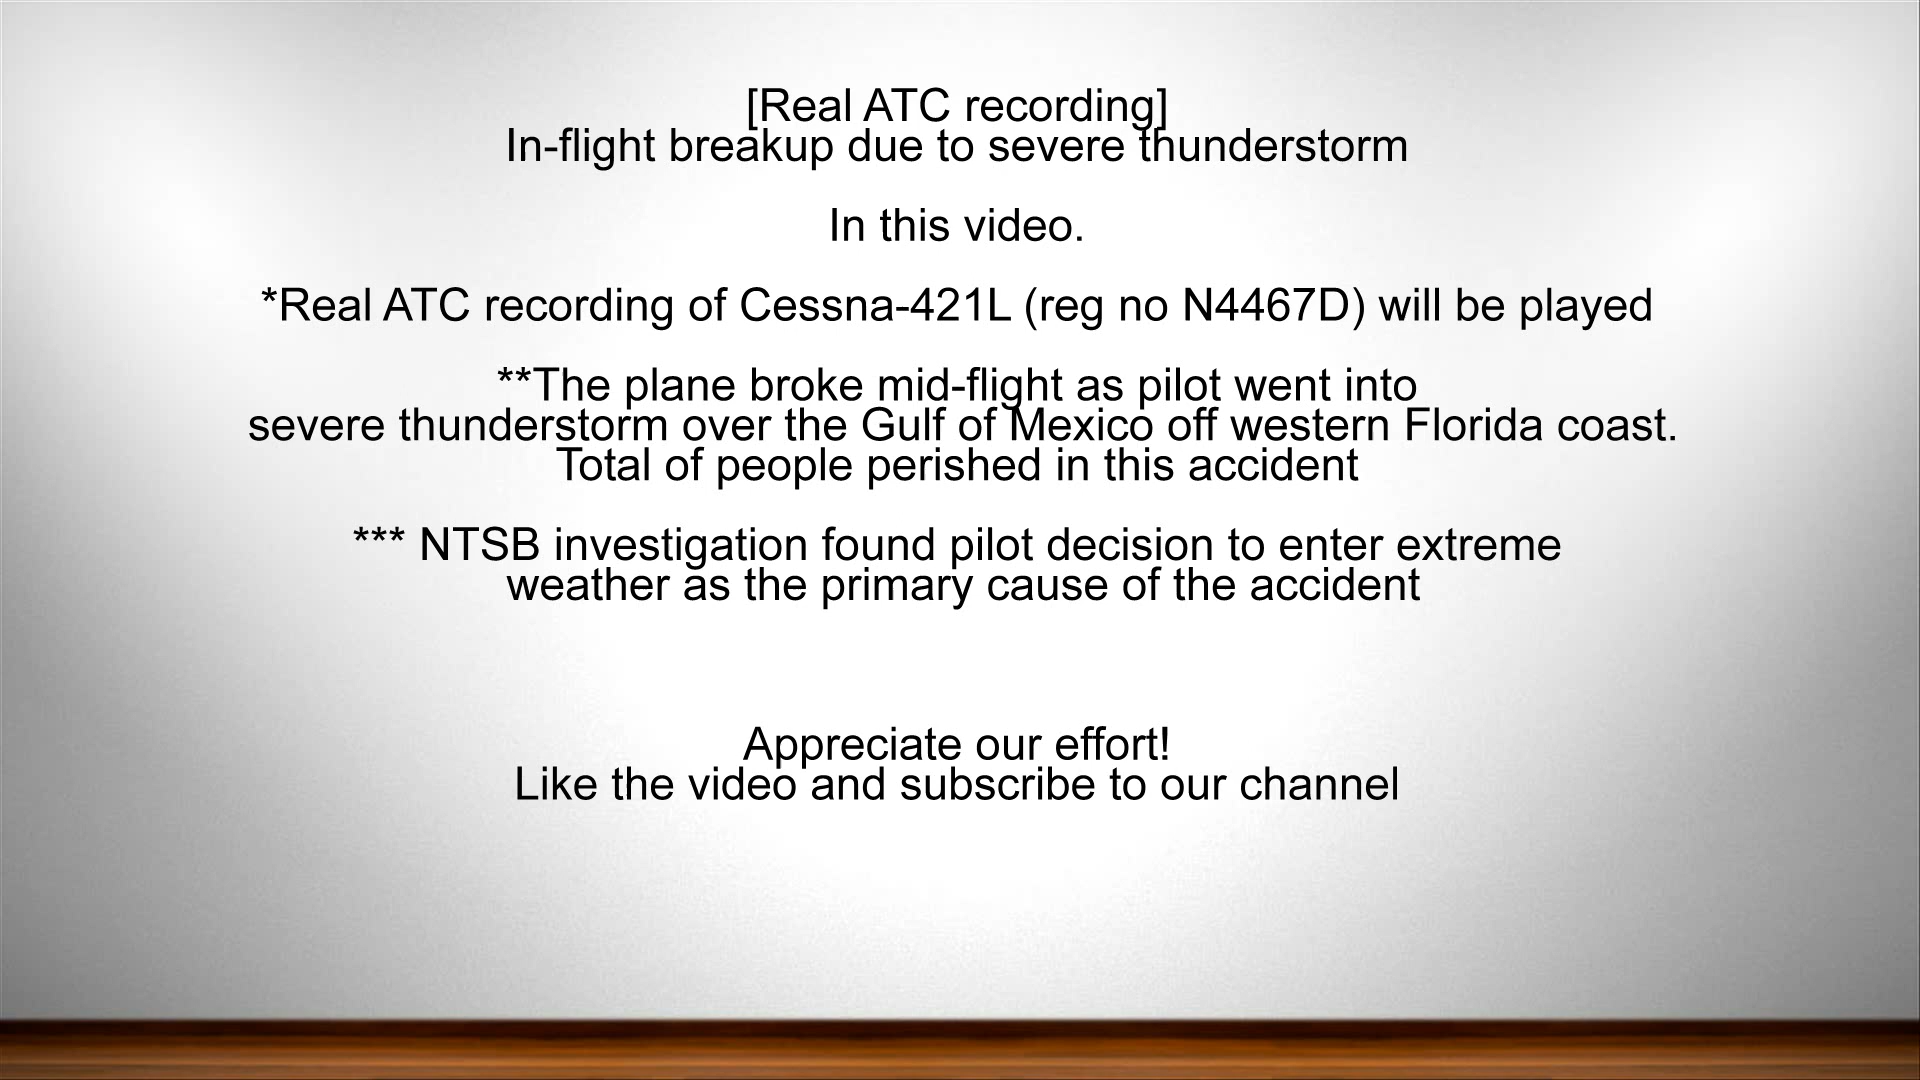 [Real ATC recording]
In-flight breakup due to severe thunderstorm
In this video.
*Real ATC recording of Cessna-421L (reg no N4467D) will be played
**The plane broke mid-flight as pilot went into
severe thunderstorm over the Gulf of Mexico off western Florida coast.
Total of people perished in this accident
*** NTSB investigation found pilot decision to enter extreme
weather as the primary cause of the accident
Appreciate our effort!
Like the video and subscribe to our channel